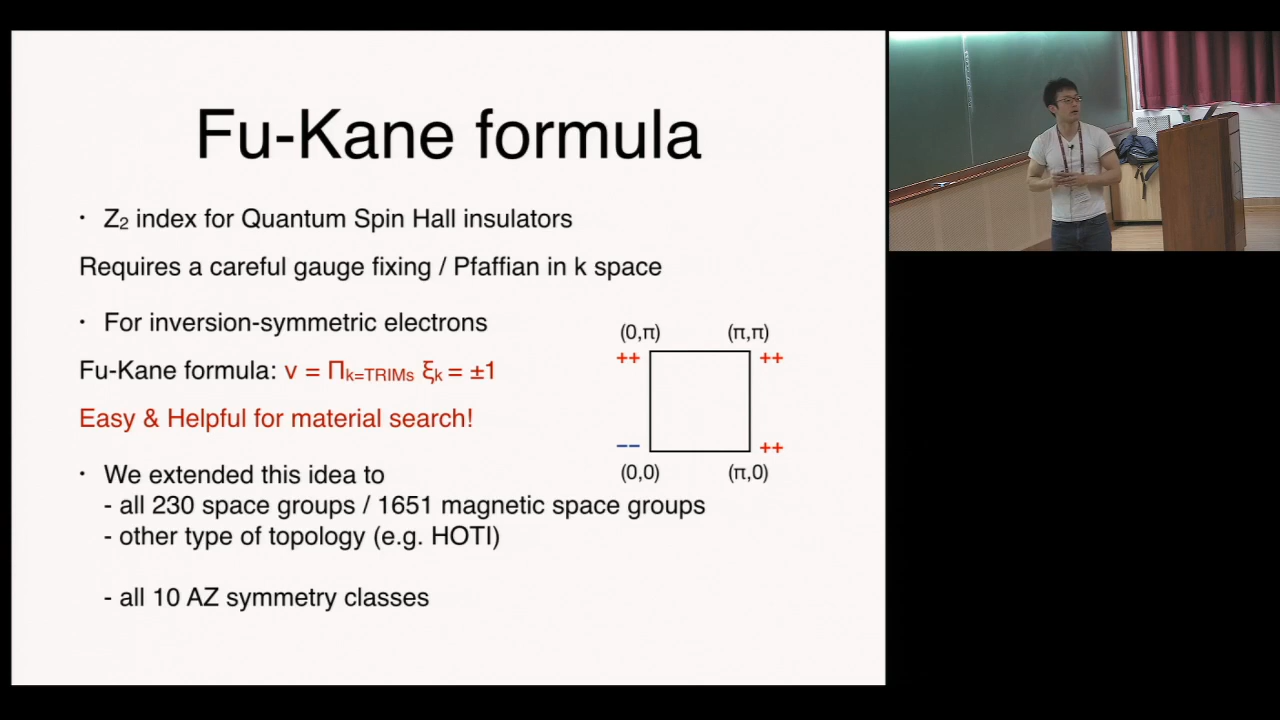 Fu-Kane formula
· Z₂ index for Quantum Spin Hall insulators
Requires a careful gauge fixing / Pfaffian in k space
· For inversion-symmetric electrons
Fu-Kane formula: ν = Πk=TRIMs ξk = ±1
Easy & Helpful for material search!
(0,π) (π,π)
++ ++
−− ++
(0,0) (π,0)
· We extended this idea to
- all 230 space groups / 1651 magnetic space groups
- other type of topology (e.g. HOTI)
- all 10 AZ symmetry classes